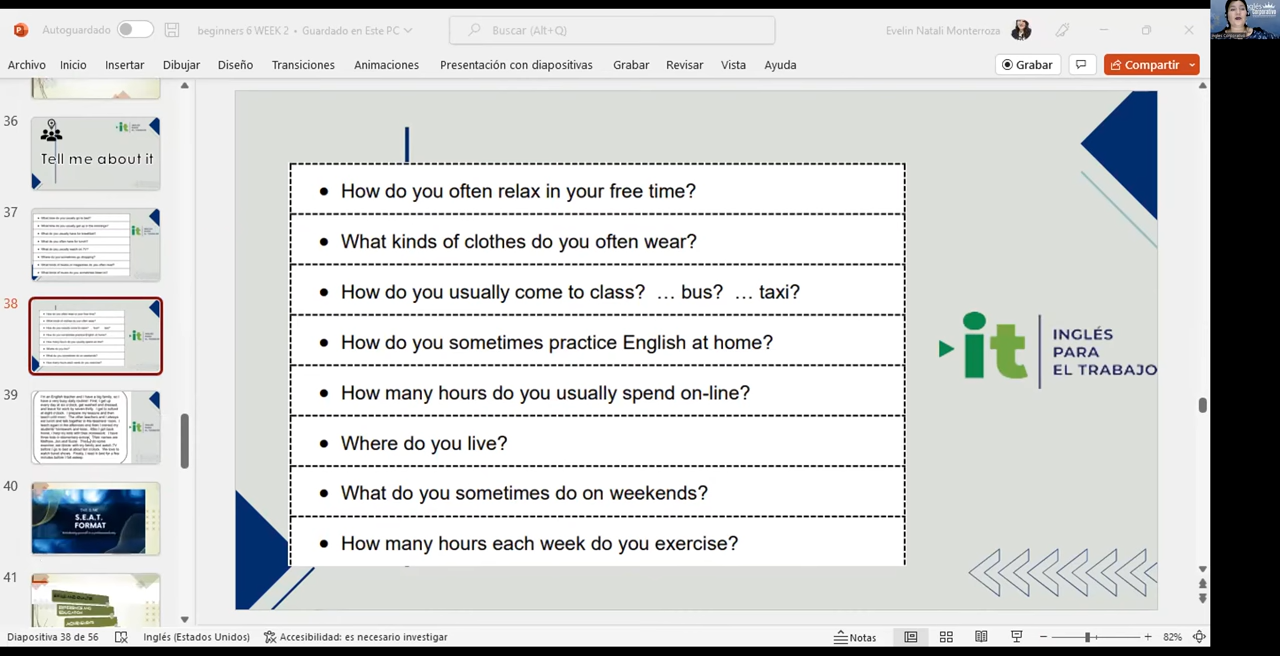 Autoguardado
beginners 6 WEEK 2 • Guardado en Este PC
Buscar (Alt+Q)
Evelin Natali Monterroza
Archivo Inicio Insertar Dibujar Diseño Transiciones Animaciones Presentación con diapositivas Grabar Revisar Vista Ayuda
Grabar
Compartir
36
Tell me about it
37
38
39
40
S.E.A.T.
FORMAT
41
• How do you often relax in your free time?
• What kinds of clothes do you often wear?
• How do you usually come to class? … bus? … taxi?
• How do you sometimes practice English at home?
• How many hours do you usually spend on-line?
• Where do you live?
• What do you sometimes do on weekends?
• How many hours each week do you exercise?
it
INGLÉS
PARA
EL TRABAJO
Diapositiva 38 de 56
Inglés (Estados Unidos)
Accesibilidad: es necesario investigar
Notas
82%